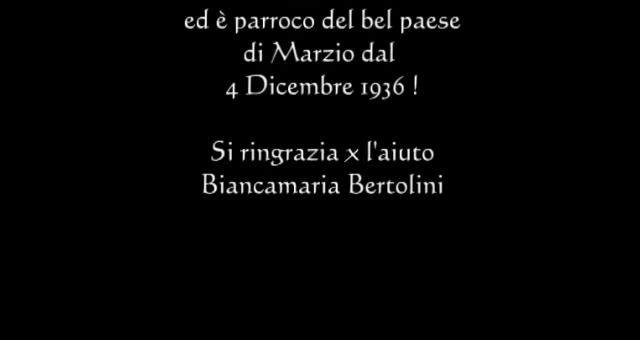 ed è parroco del bel paese
di Marzio dal
4 Dicembre 1936 !
Si ringrazia x l'aiuto
Biancamaria Bertolini